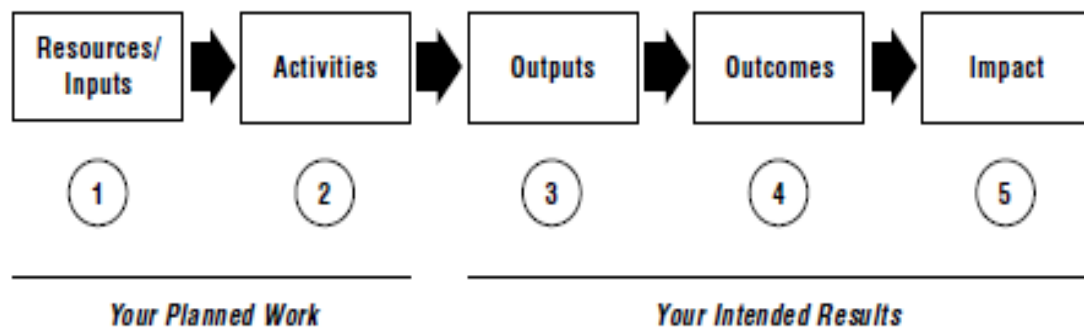 Resources/
Inputs
Activities
Outputs
Outcomes
Impact
1
2
3
4
5
Your Planned Work
Your Intended Results